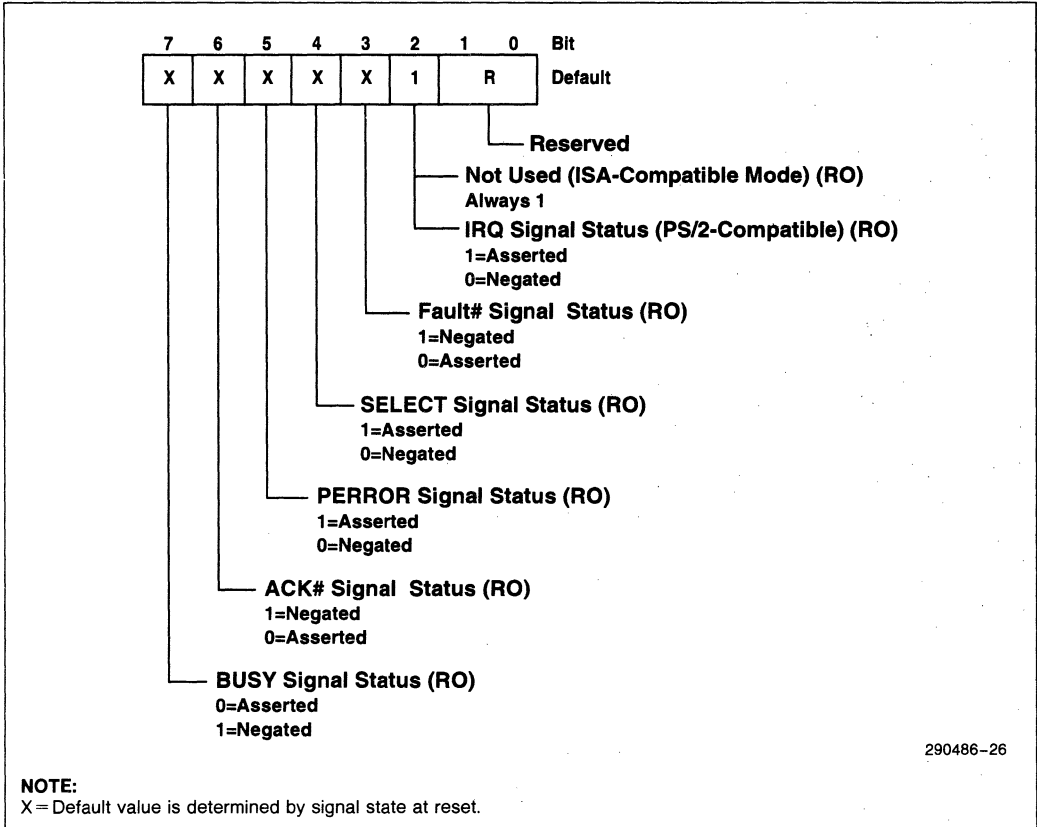 7 6 5 4 3 2 1 0 Bit
X X X X X 1 R Default
Reserved
Not Used (ISA-Compatible Mode) (RO)
Always 1
IRQ Signal Status (PS/2-Compatible) (RO)
1=Asserted
0=Negated
Fault# Signal Status (RO)
1=Negated
0=Asserted
SELECT Signal Status (RO)
1=Asserted
0=Negated
PERROR Signal Status (RO)
1=Asserted
0=Negated
ACK# Signal Status (RO)
1=Negated
0=Asserted
BUSY Signal Status (RO)
0=Asserted
1=Negated
290486-26
NOTE:
X=Default value is determined by signal state at reset.